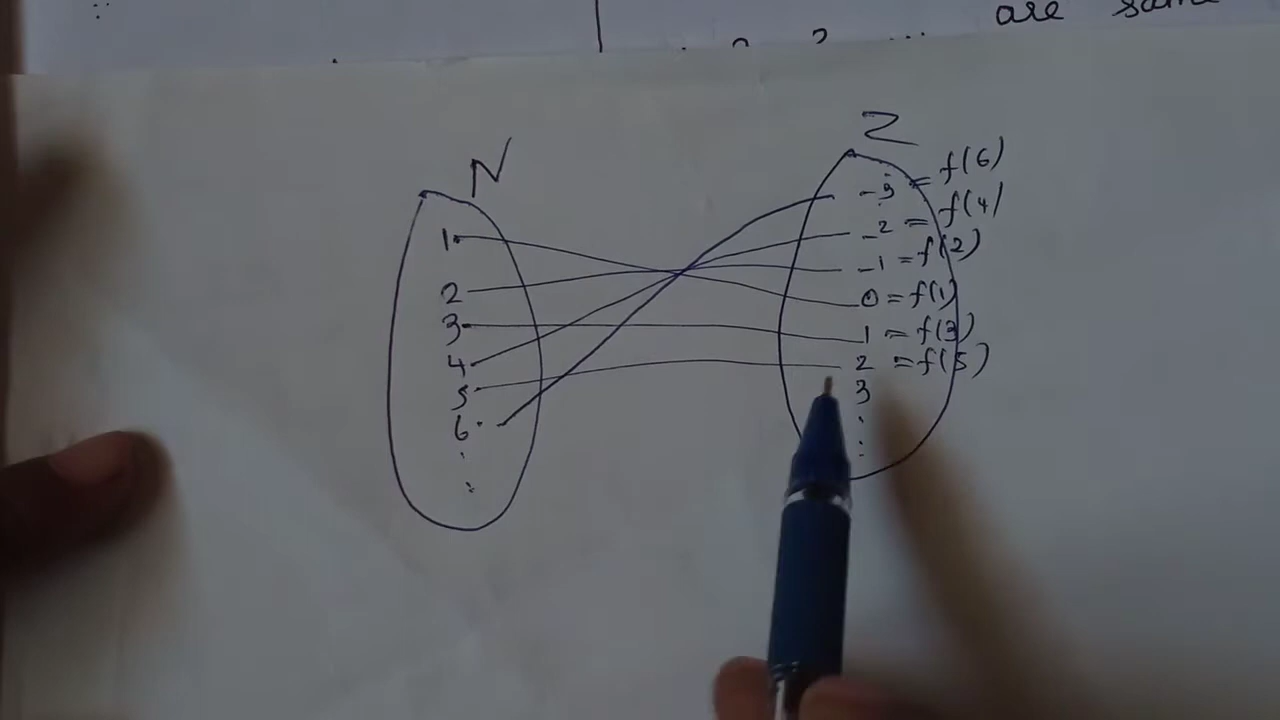 are same
N
Z
1
2
3
4
5
6
-3 = f(6)
-2 = f(4)
-1 = f(2)
0 = f(1)
1 = f(3)
2 = f(5)
3